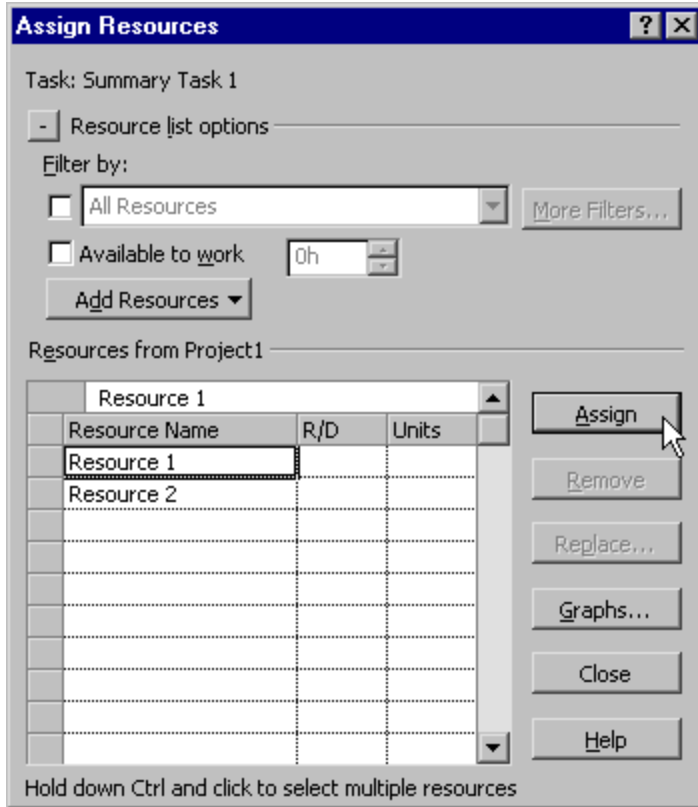 Assign Resources
Task: Summary Task 1
- Resource list options
Filter by:
All Resources More Filters...
Available to work 0h
Add Resources
Resources from Project1
Resource 1
Assign
Resource Name R/D Units
Resource 1
Resource 2
Remove
Replace...
Graphs...
Close
Help
Hold down Ctrl and click to select multiple resources